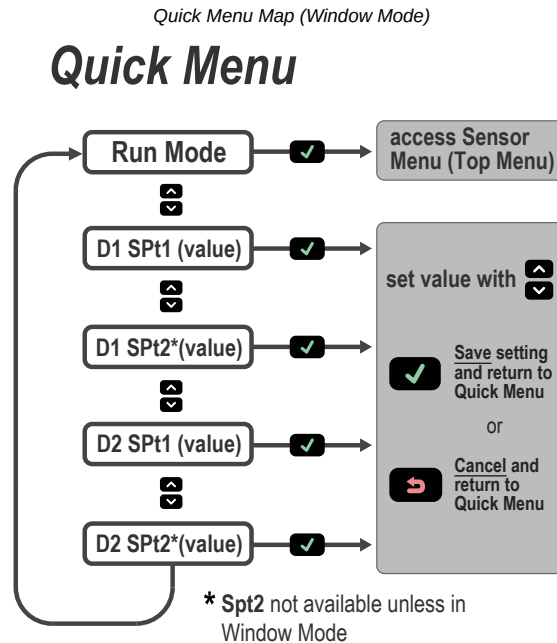 Quick Menu Map (Window Mode)
Quick Menu
Run Mode
access Sensor
Menu (Top Menu)
D1 SPt1 (value)
set value with
D1 SPt2*(value)
Save setting
and return to
Quick Menu
or
D2 SPt1 (value)
Cancel and
return to
Quick Menu
D2 SPt2*(value)
* Spt2 not available unless in
Window Mode